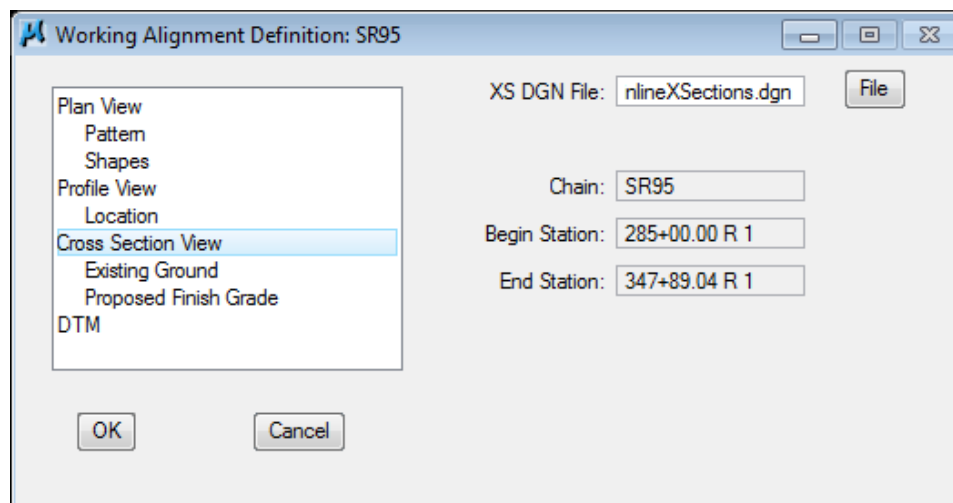 Working Alignment Definition: SR95
Plan View
Pattern
Shapes
Profile View
Location
Cross Section View
Existing Ground
Proposed Finish Grade
DTM
XS DGN File: nlineXSections.dgn File
Chain: SR95
Begin Station: 285+00.00 R 1
End Station: 347+89.04 R 1
OK Cancel